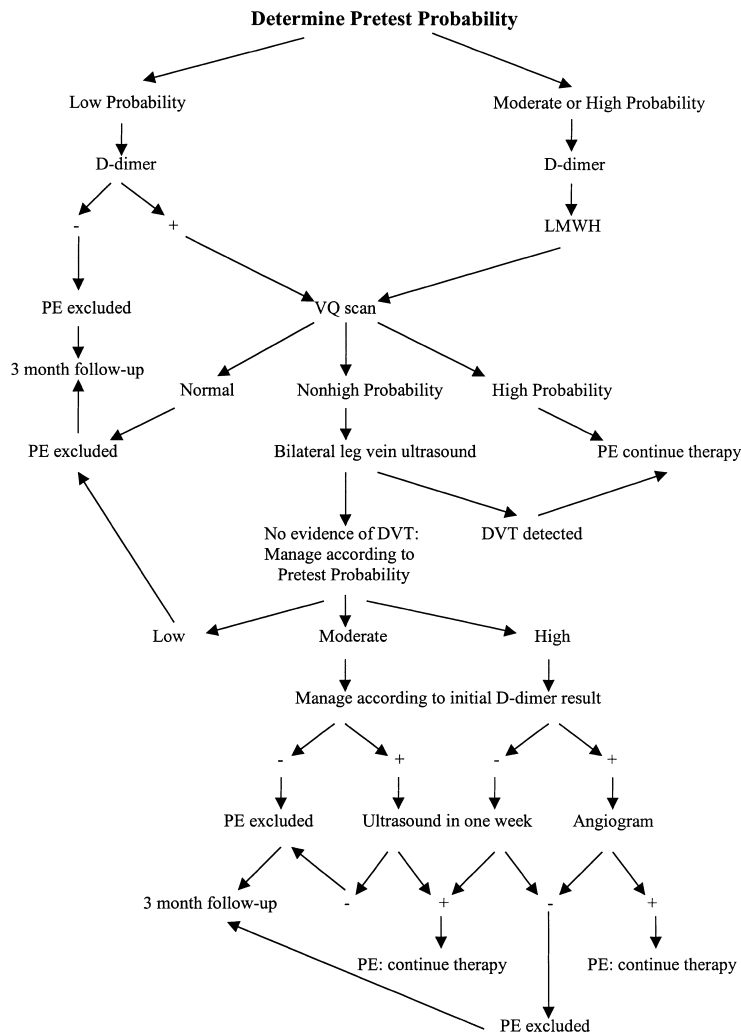 Determine Pretest Probability
Low Probability
Moderate or High Probability
D-dimer
D-dimer
-
+
LMWH
PE excluded
VQ scan
3 month follow-up
Normal
Nonhigh Probability
High Probability
PE excluded
Bilateral leg vein ultrasound
PE continue therapy
No evidence of DVT:
Manage according to
Pretest Probability
DVT detected
Low
Moderate
High
Manage according to initial D-dimer result
-
+
-
+
PE excluded
Ultrasound in one week
Angiogram
3 month follow-up
-
+
-
+
PE: continue therapy
PE: continue therapy
PE excluded